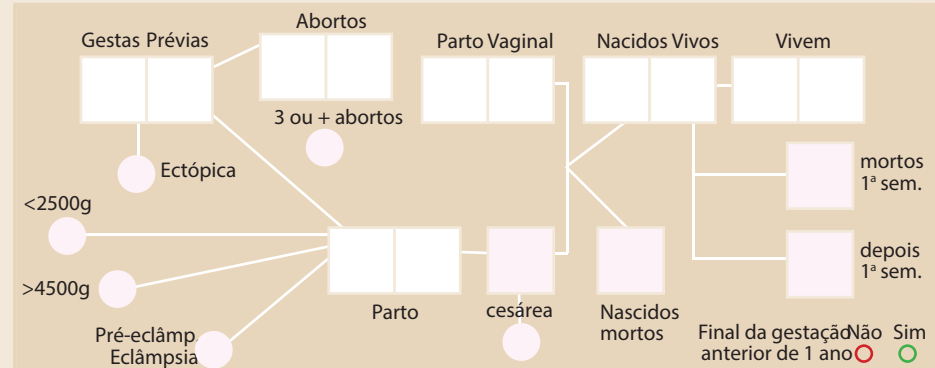 Gestas Prévias
Abortos
Parto Vaginal
Nacidos Vivos
Vivem
3 ou + abortos
Ectópica
mortos
1ª sem.
<2500g
>4500g
depois
1ª sem.
Parto
cesárea
Nascidos
mortos
Pré-eclâmp.
Eclâmpsia
Final da gestação
anterior de 1 ano
Não
Sim